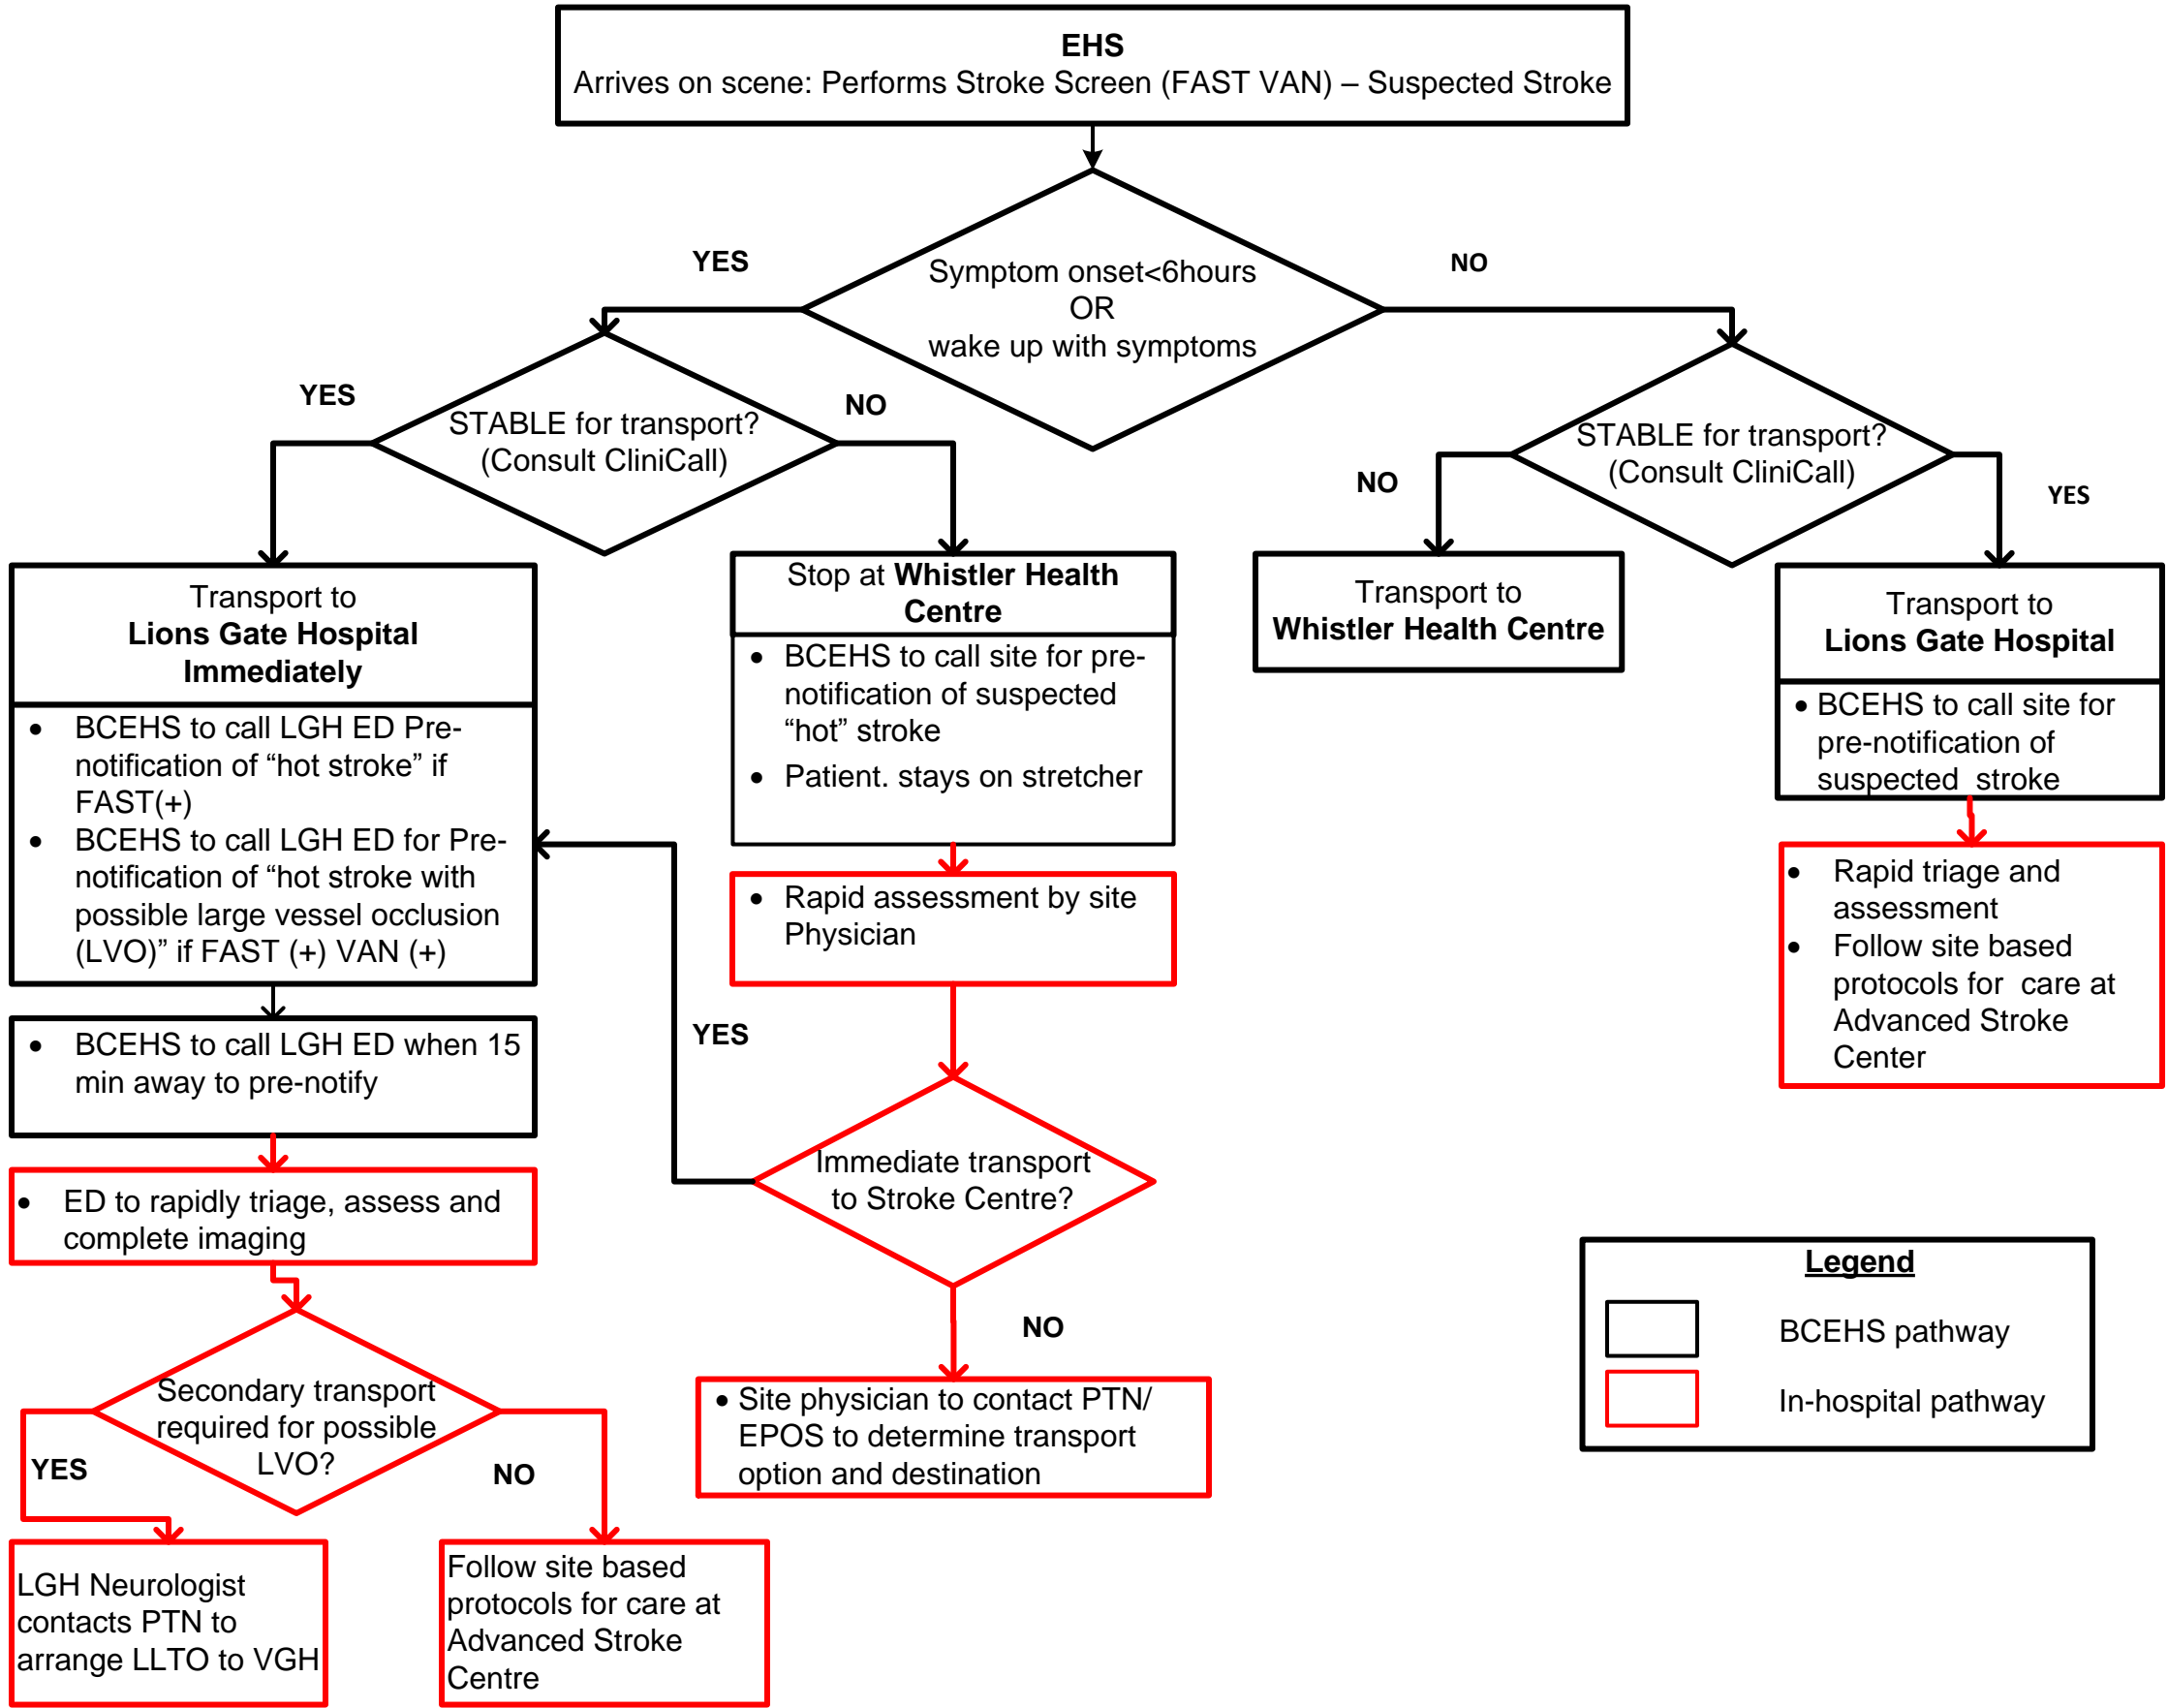 EHS
Arrives on scene: Performs Stroke Screen (FAST VAN) – Suspected Stroke
YES
NO
Symptom onset<6hours
OR
wake up with symptoms
YES
NO
STABLE for transport?
(Consult CliniCall)
NO
YES
STABLE for transport?
(Consult CliniCall)
Transport to
Lions Gate Hospital
Immediately
• BCEHS to call LGH ED Pre-
notification of “hot stroke” if
FAST(+)
• BCEHS to call LGH ED for Pre-
notification of “hot stroke with
possible large vessel occlusion
(LVO)” if FAST (+) VAN (+)
Stop at Whistler Health
Centre
• BCEHS to call site for pre-
notification of suspected
“hot” stroke
• Patient. stays on stretcher
Transport to
Whistler Health Centre
Transport to
Lions Gate Hospital
• BCEHS to call site for
pre-notification of
suspected  stroke
• Rapid assessment by site
Physician
• Rapid triage and
assessment
• Follow site based
protocols for  care at
Advanced Stroke
Center
• BCEHS to call LGH ED when 15
min away to pre-notify
YES
Immediate transport
to Stroke Centre?
NO
• ED to rapidly triage, assess and
complete imaging
Secondary transport
required for possible
LVO?
YES
NO
• Site physician to contact PTN/
EPOS to determine transport
option and destination
LGH Neurologist
contacts PTN to
arrange LLTO to VGH
Follow site based
protocols for care at
Advanced Stroke
Centre
Legend
BCEHS pathway
In-hospital pathway